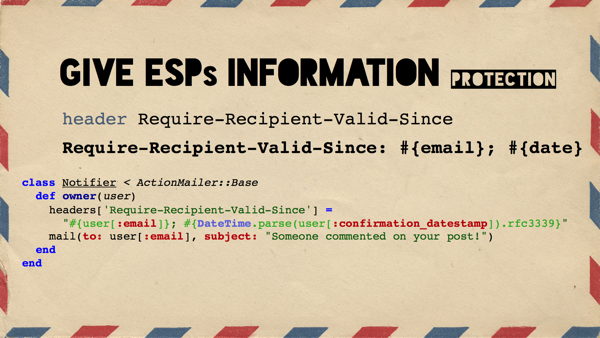 GIVE ESPs INFORMATION PROTECTION
header Require-Recipient-Valid-Since
Require-Recipient-Valid-Since: #{email}; #{date}
class Notifier < ActionMailer::Base
def owner(user)
headers['Require-Recipient-Valid-Since'] =
"#{user[:email]}; #{DateTime.parse(user[:confirmation_datestamp]).rfc3339}"
mail(to: user[:email], subject: "Someone commented on your post!")
end
end